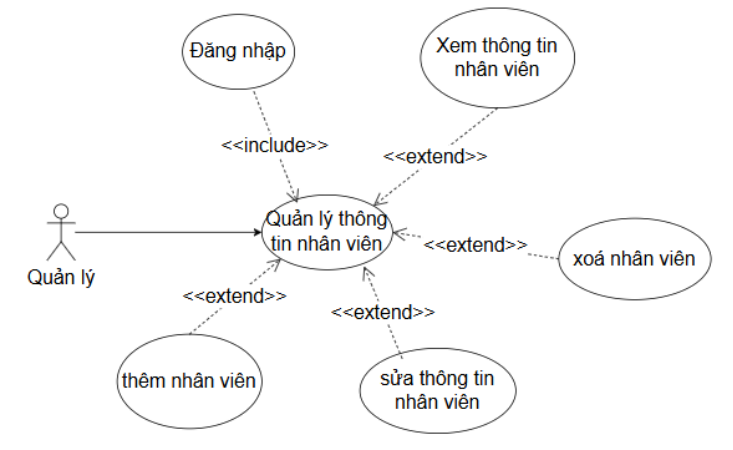 Đăng nhập
Xem thông tin
nhân viên
<<include>>
<<extend>>
Quản lý thông
tin nhân viên
<<extend>>
xoá nhân viên
Quản lý
<<extend>>
<<extend>>
thêm nhân viên
sửa thông tin
nhân viên